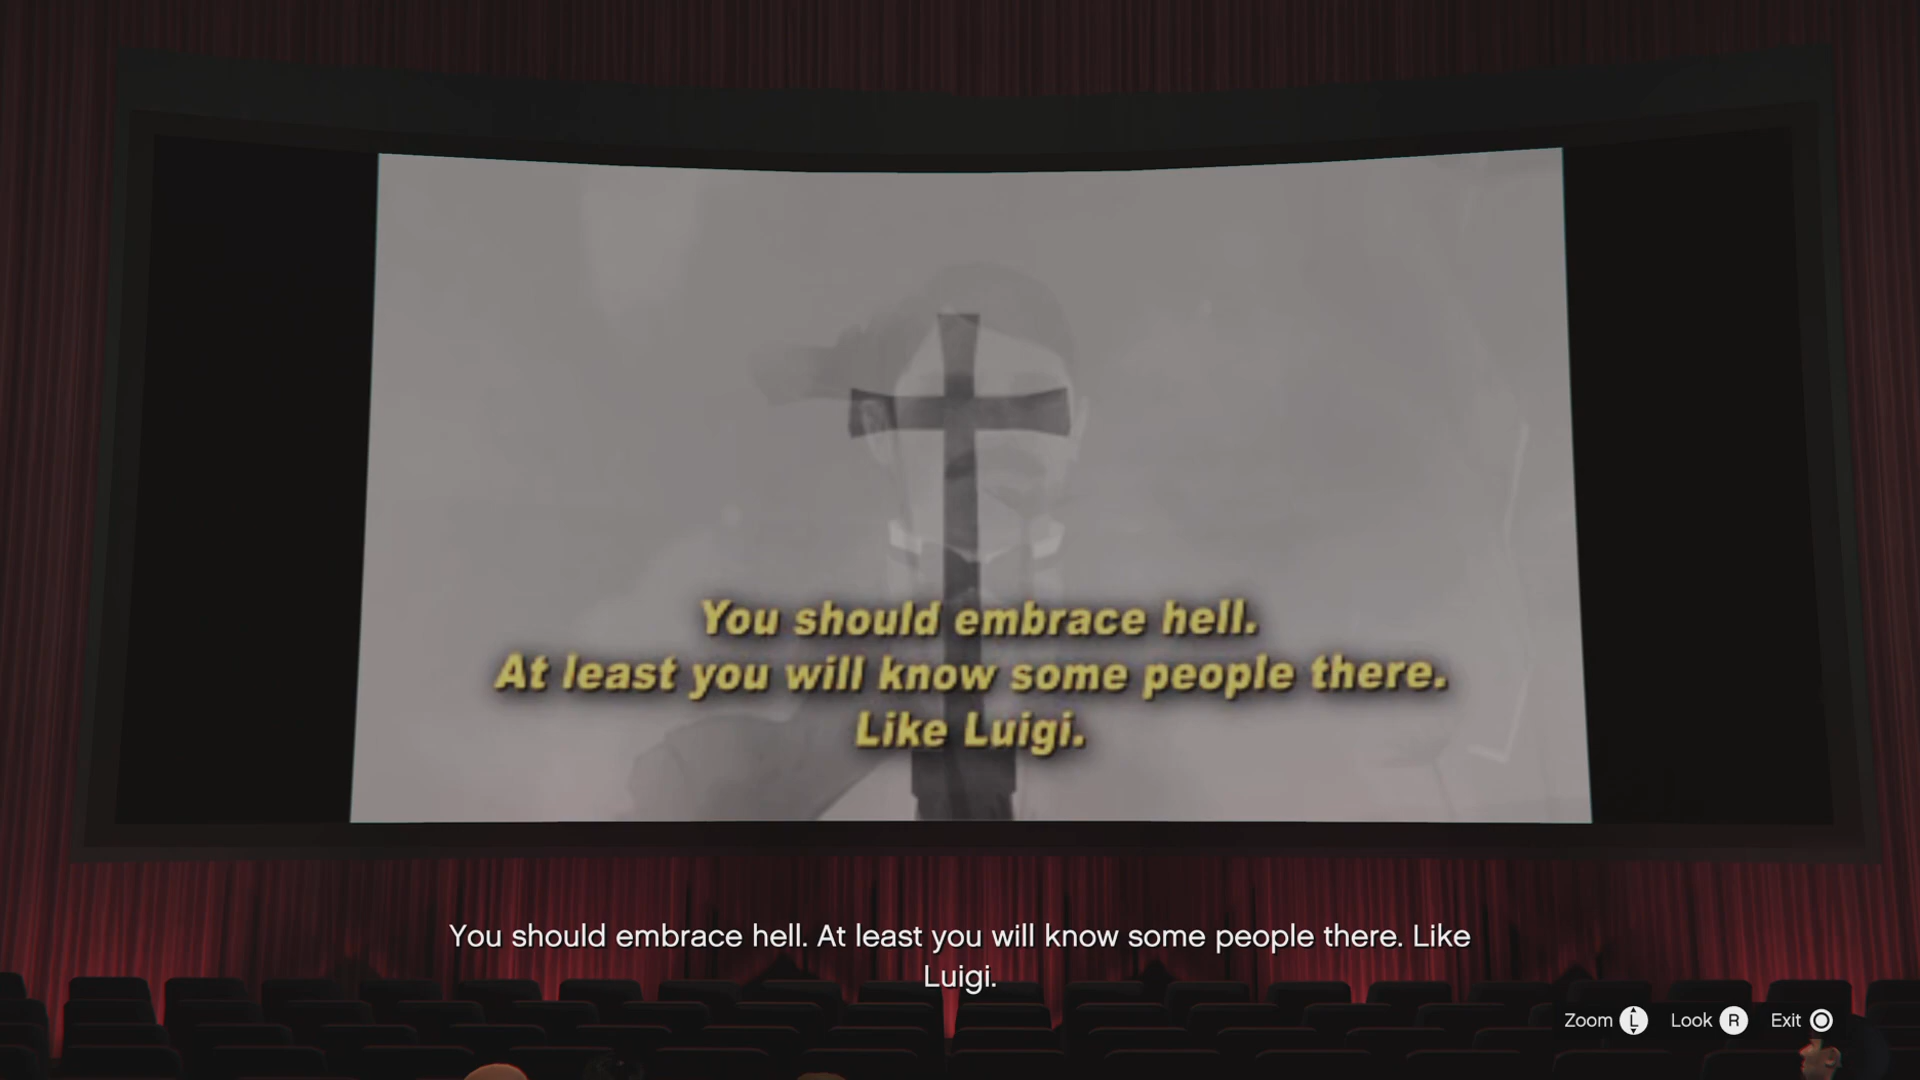 You should embrace hell.
At least you will know some people there.
Like Luigi.
You should embrace hell. At least you will know some people there. Like
Luigi.
Zoom L Look R Exit